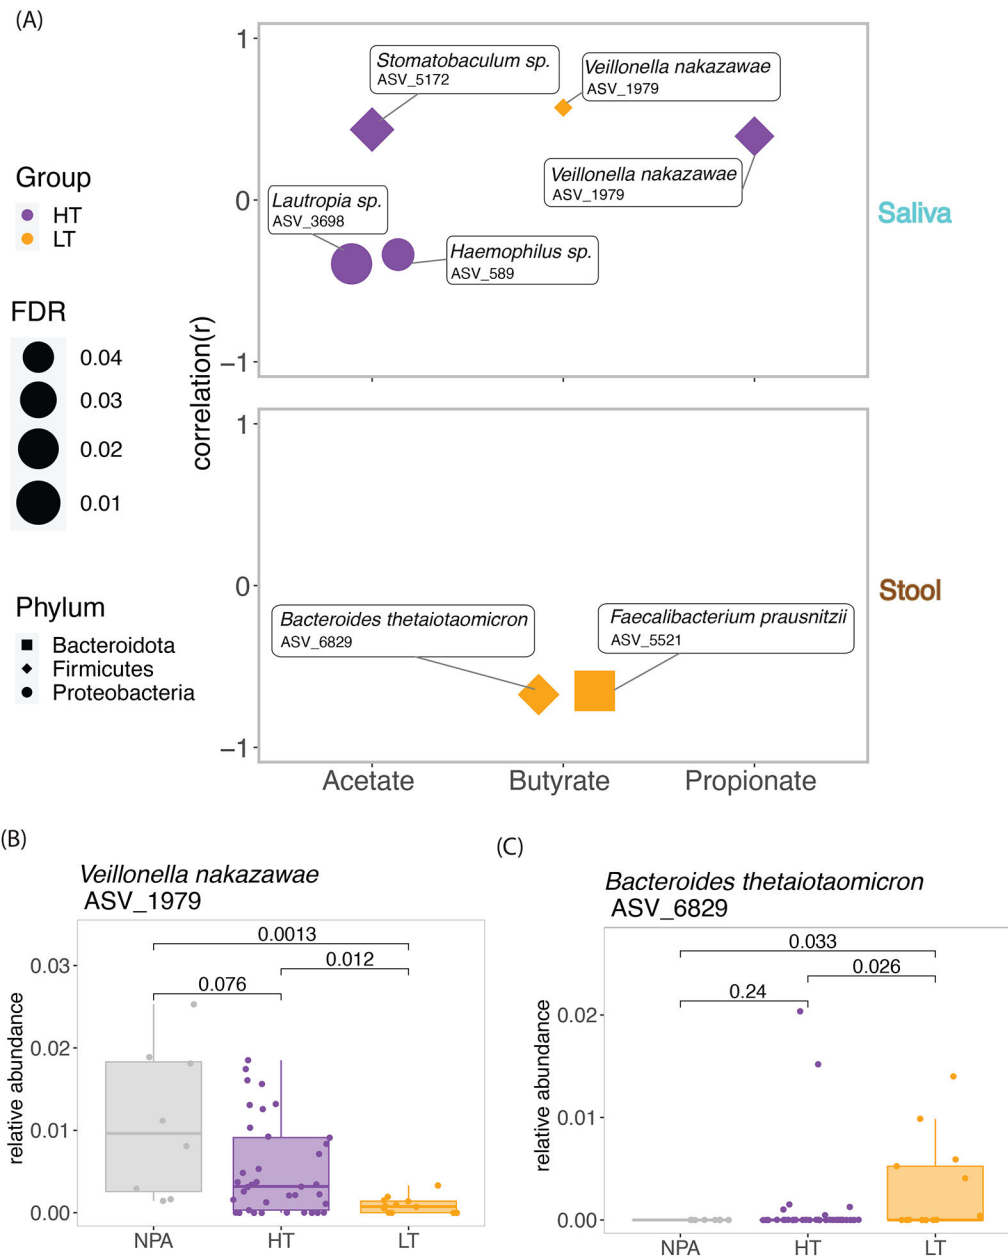 (A)
Group
HT
LT
FDR
0.04
0.03
0.02
0.01
Phylum
Bacteroidota
Firmicutes
Proteobacteria
correlation(r)
1
0
−1
Stomatobaculum sp.
ASV_5172
Veillonella nakazawae
ASV_1979
Veillonella nakazawae
ASV_1979
Lautropia sp.
ASV_3698
Haemophilus sp.
ASV_589
Saliva
1
0
−1
Bacteroides thetaiotaomicron
ASV_6829
Faecalibacterium prausnitzii
ASV_5521
Stool
Acetate
Butyrate
Propionate
(B)
Veillonella nakazawae
ASV_1979
relative abundance
0.03
0.02
0.01
0.00
0.0013
0.012
0.076
NPA
HT
LT
(C)
Bacteroides thetaiotaomicron
ASV_6829
relative abundance
0.02
0.01
0.00
0.033
0.026
0.24
NPA
HT
LT